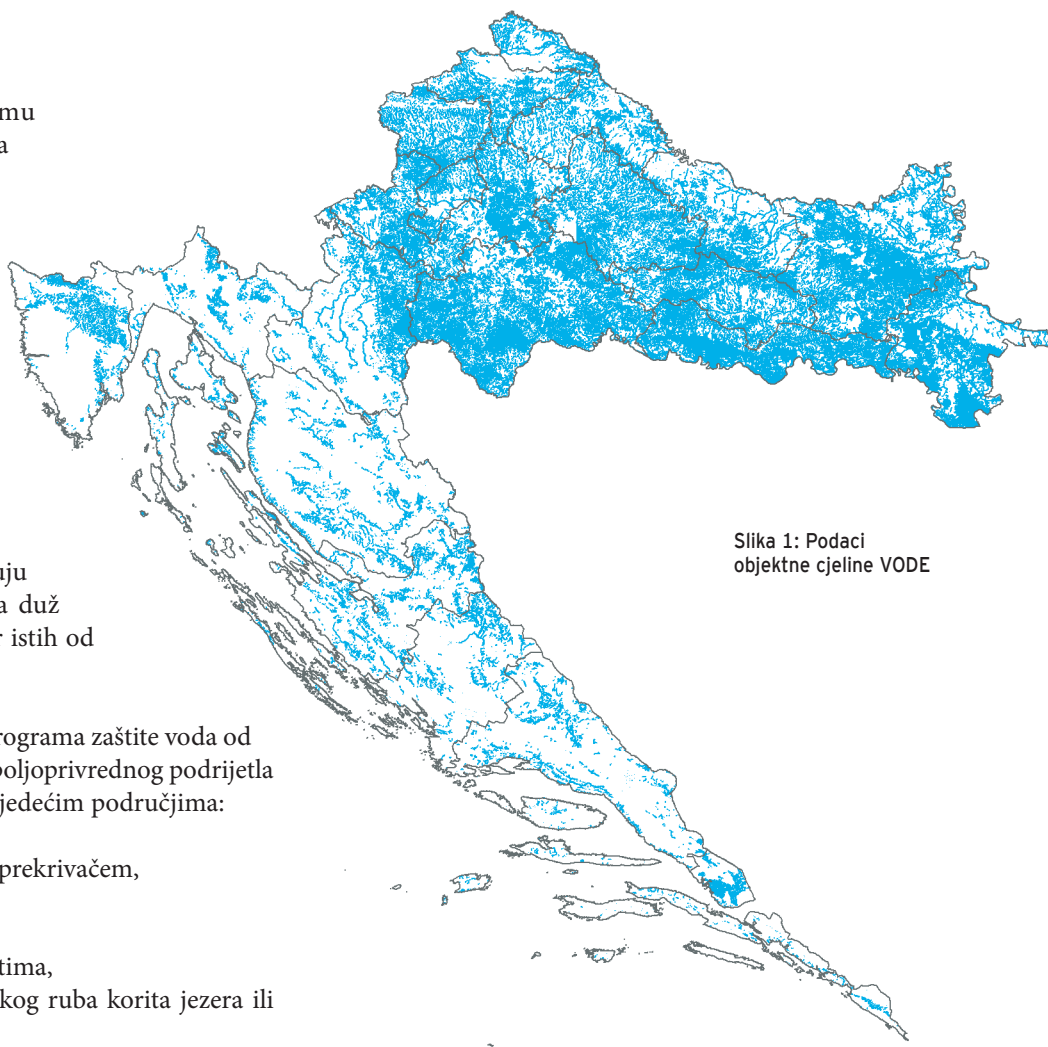 mu
a
uju
a duž
r istih od
rograma zaštite voda od
poljoprivrednog podrijetla
jedećim područjima:
prekrivačem,
tima,
kog ruba korita jezera ili
Slika 1: Podaci
objektne cjeline VODE